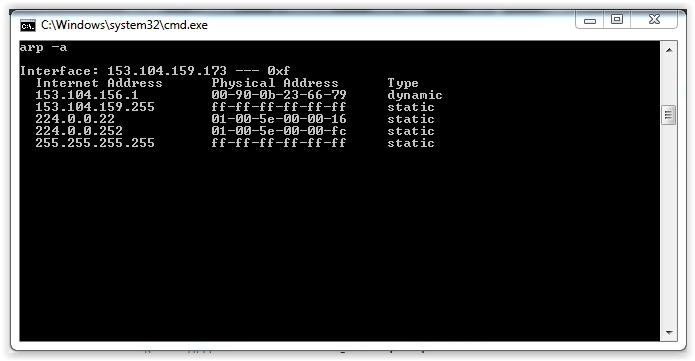 C:\Windows\system32\cmd.exe
arp -a
Interface: 153.104.159.173 --- 0xf
Internet Address Physical Address Type
153.104.156.1 00-90-0b-23-66-79 dynamic
153.104.159.255 ff-ff-ff-ff-ff-ff static
224.0.0.22 01-00-5e-00-00-16 static
224.0.0.252 01-00-5e-00-00-fc static
255.255.255.255 ff-ff-ff-ff-ff-ff static